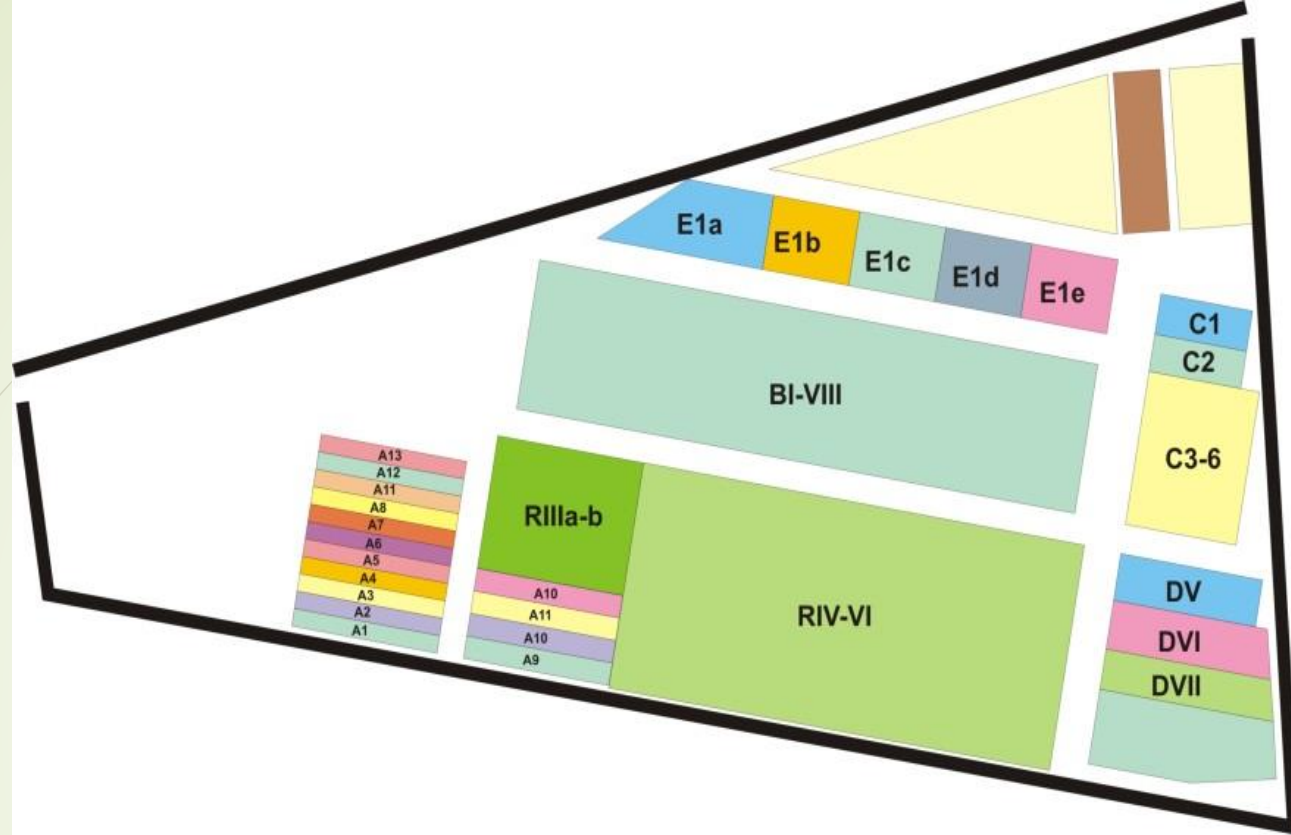 E1a
E1b
E1c
E1d
E1e
C1
C2
C3-6
BI-VIII
A13
A12
A11
A8
A7
A6
A5
A4
A3
A2
A1
RIIIa-b
A10
A11
A10
A9
RIV-VI
DV
DVI
DVII